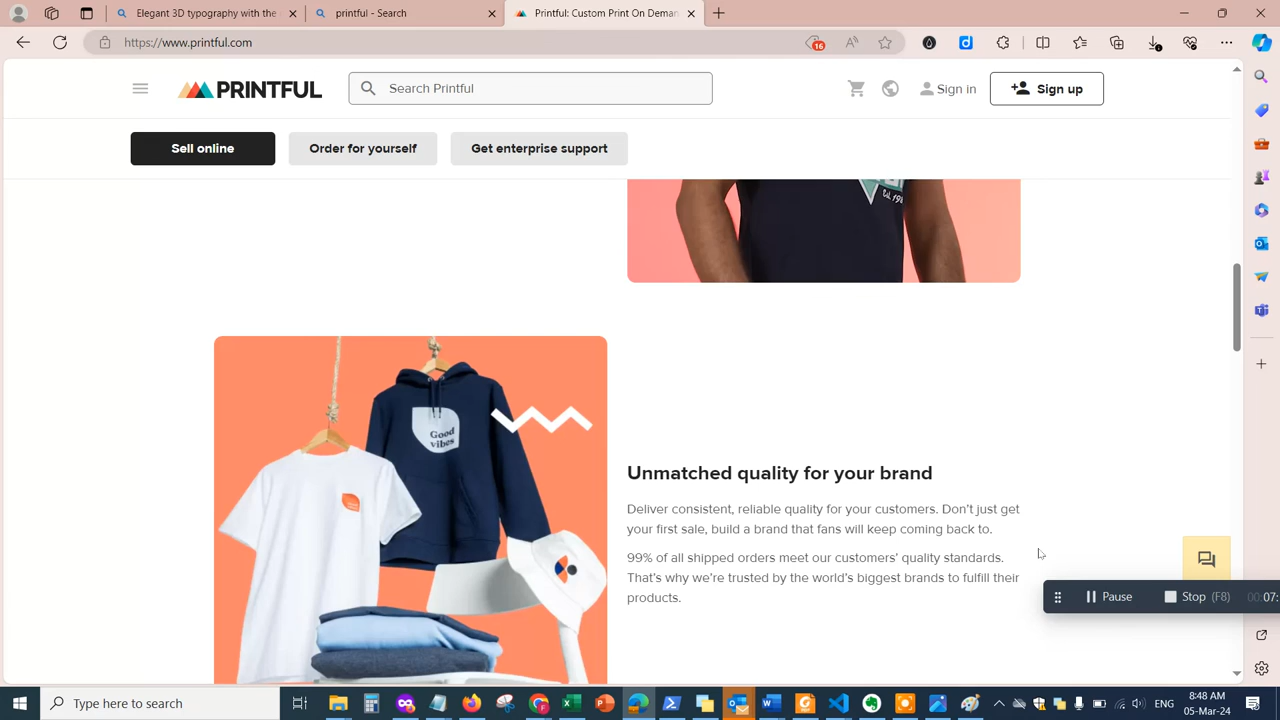 Elegant 3D typography with the
printful - Search
Printful: Custom Print On Deman
https://www.printful.com
16
PRINTFUL
Search Printful
Sign in
Sign up
Sell online
Order for yourself
Get enterprise support
Est. 198
Good
vibes
Unmatched quality for your brand
Deliver consistent, reliable quality for your customers. Don't just get
your first sale, build a brand that fans will keep coming back to.
99% of all shipped orders meet our customers' quality standards.
That's why we're trusted by the world's biggest brands to fulfill their
products.
Pause
Stop (F8)
00:07:
Type here to search
ENG
8:48 AM
05-Mar-24